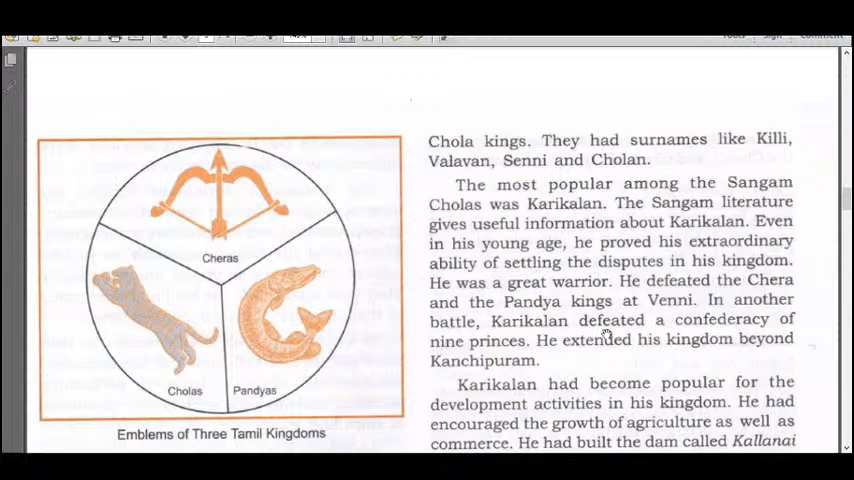 Tools
Sign
Comment
Cheras
Cholas
Pandyas
Emblems of Three Tamil Kingdoms
Chola kings. They had surnames like Killi,
Valavan, Senni and Cholan.
The most popular among the Sangam
Cholas was Karikalan. The Sangam literature
gives useful information about Karikalan. Even
in his young age, he proved his extraordinary
ability of settling the disputes in his kingdom.
He was a great warrior. He defeated the Chera
and the Pandya kings at Venni. In another
battle, Karikalan defeated a confederacy of
nine princes. He extended his kingdom beyond
Kanchipuram.
Karikalan had become popular for the
development activities in his kingdom. He had
encouraged the growth of agriculture as well as
commerce. He had built the dam called Kallanai